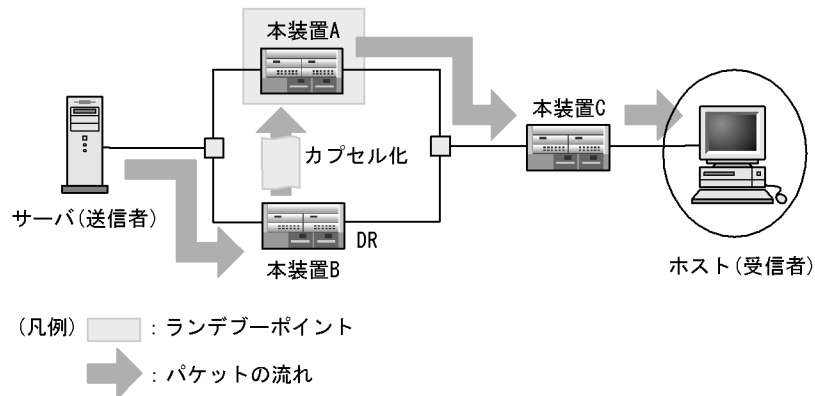 本装置A
本装置C
カプセル化
サーバ(送信者)
DR
本装置B
ホスト(受信者)
(凡例)
：ランデブーポイント
：パケットの流れ